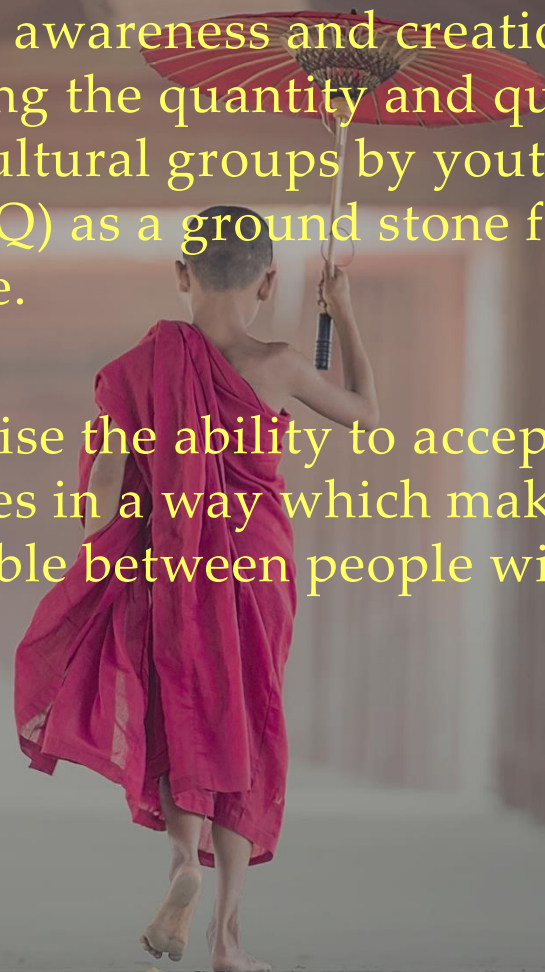 awareness and creatio
ng the quantity and qu
ultural groups by yout
Q) as a ground stone f
e.
ise the ability to accep
es in a way which mak
ble between people wi